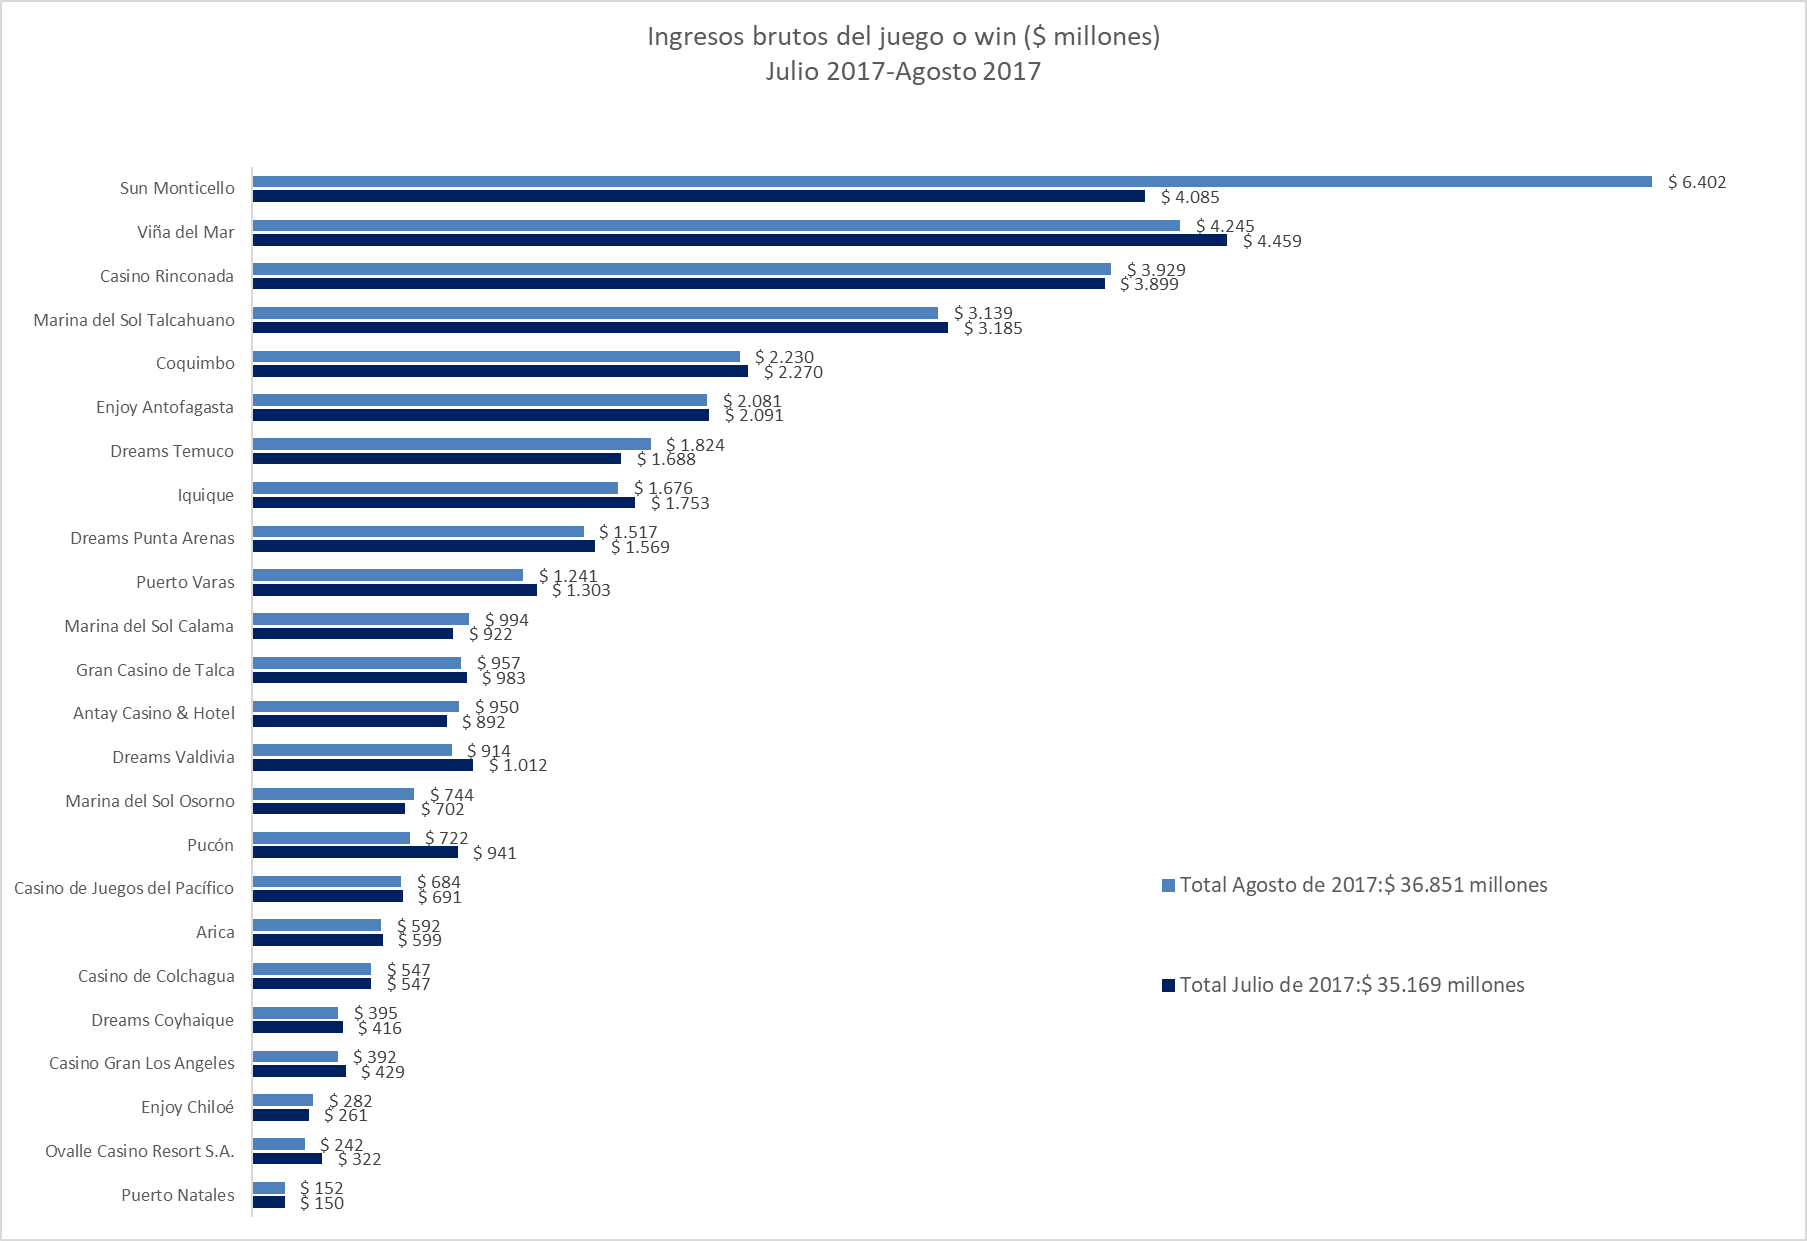 Ingresos brutos del juego o win ($ millones)
Julio 2017-Agosto 2017
Sun Monticello
$ 6.402
$ 4.085
Viña del Mar
$ 4.245
$ 4.459
Casino Rinconada
$ 3.929
$ 3.899
Marina del Sol Talcahuano
$ 3.139
$ 3.185
Coquimbo
$ 2.230
$ 2.270
Enjoy Antofagasta
$ 2.081
$ 2.091
Dreams Temuco
$ 1.824
$ 1.688
Iquique
$ 1.676
$ 1.753
Dreams Punta Arenas
$ 1.517
$ 1.569
Puerto Varas
$ 1.241
$ 1.303
Marina del Sol Calama
$ 994
$ 922
Gran Casino de Talca
$ 957
$ 983
Antay Casino & Hotel
$ 950
$ 892
Dreams Valdivia
$ 914
$ 1.012
Marina del Sol Osorno
$ 744
$ 702
Pucón
$ 722
$ 941
Casino de Juegos del Pacífico
$ 684
$ 691
Arica
$ 592
$ 599
Casino de Colchagua
$ 547
$ 547
Dreams Coyhaique
$ 395
$ 416
Casino Gran Los Angeles
$ 392
$ 429
Enjoy Chiloé
$ 282
$ 261
Ovalle Casino Resort S.A.
$ 242
$ 322
Puerto Natales
$ 152
$ 150
Total Agosto de 2017:$ 36.851 millones
Total Julio de 2017:$ 35.169 millones